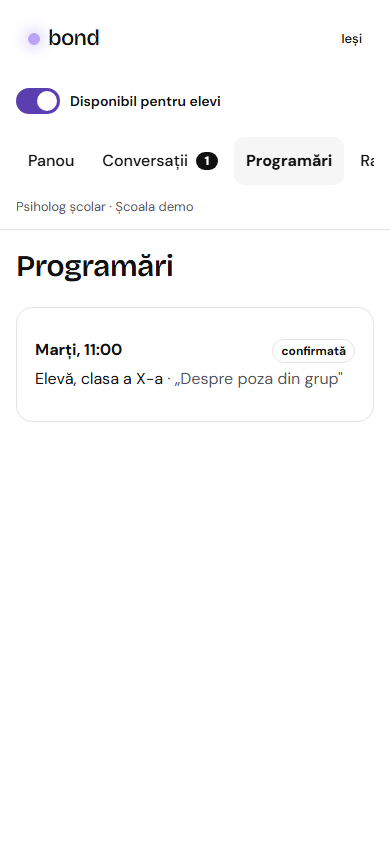 bond
Ieși
Disponibil pentru elevi
Panou Conversații 1 Programări Ra
Psiholog școlar · Școala demo
Programări
Marți, 11:00 confirmată
Elevă, clasa a X-a · „Despre poza din grup"